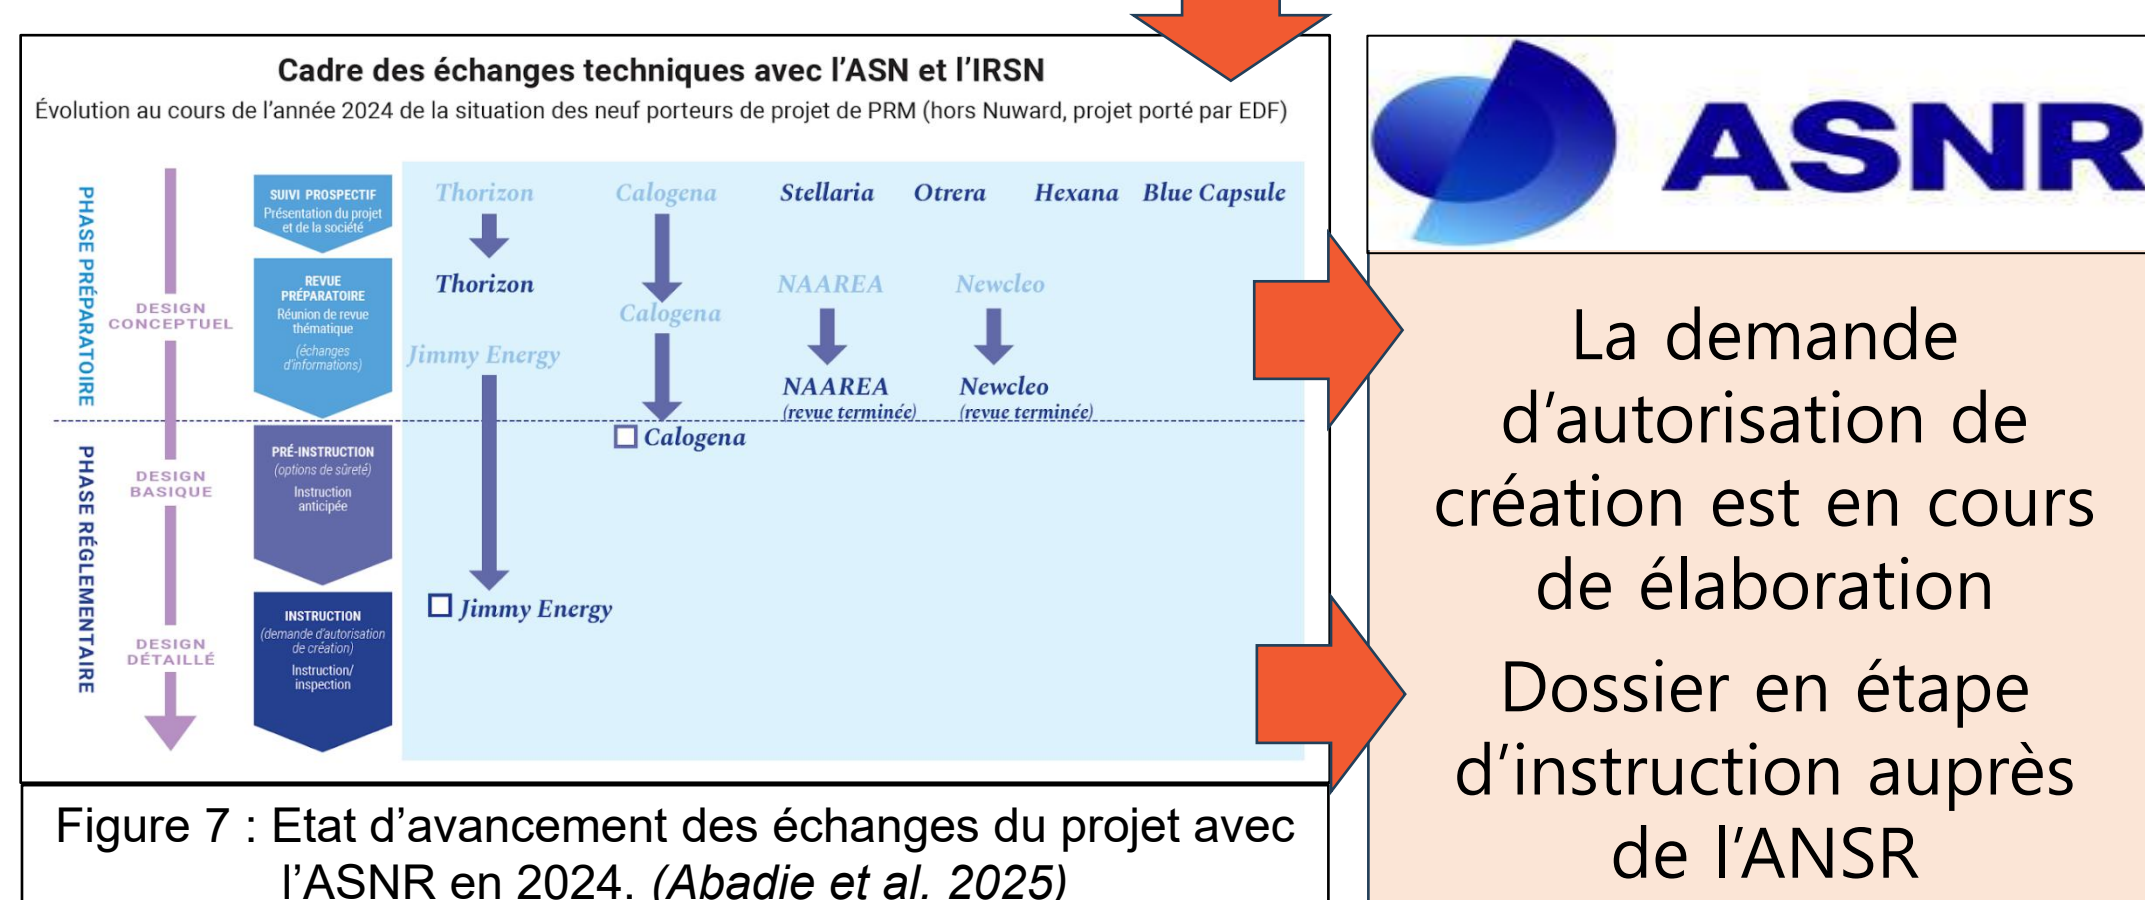 Cadre des échanges techniques avec l'ASN et l'IRSN
Évolution au cours de l'année 2024 de la situation des neuf porteurs de projet de PRM (hors Nuward, projet porté par EDF)
PHASE PRÉPARATOIRE
PHASE RÉGLEMENTAIRE
DESIGN
CONCEPTUEL
DESIGN
BASIQUE
DESIGN
DÉTAILLÉ
SUIVI PROSPECTIF
Présentation du projet
et de la société
REVUE
PRÉPARATOIRE
Réunion de revue
thématique
(échanges
d'informations)
PRÉ-INSTRUCTION
(options de sûreté)
Instruction
anticipée
INSTRUCTION
(demande d'autorisation
de création)
Instruction/
inspection
Thorizon
Calogena
Stellaria
Otrera
Hexana
Blue Capsule
Thorizon
Calogena
NAAREA
Newcleo
Jimmy Energy
NAAREA
(revue terminée)
Newcleo
(revue terminée)
Calogena
Jimmy Energy
Figure 7 : Etat d'avancement des échanges du projet avec
l'ASNR en 2024. (Abadie et al. 2025)
ASNR
La demande
d'autorisation de
création est en cours
de élaboration
Dossier en étape
d'instruction auprès
de l'ANSR